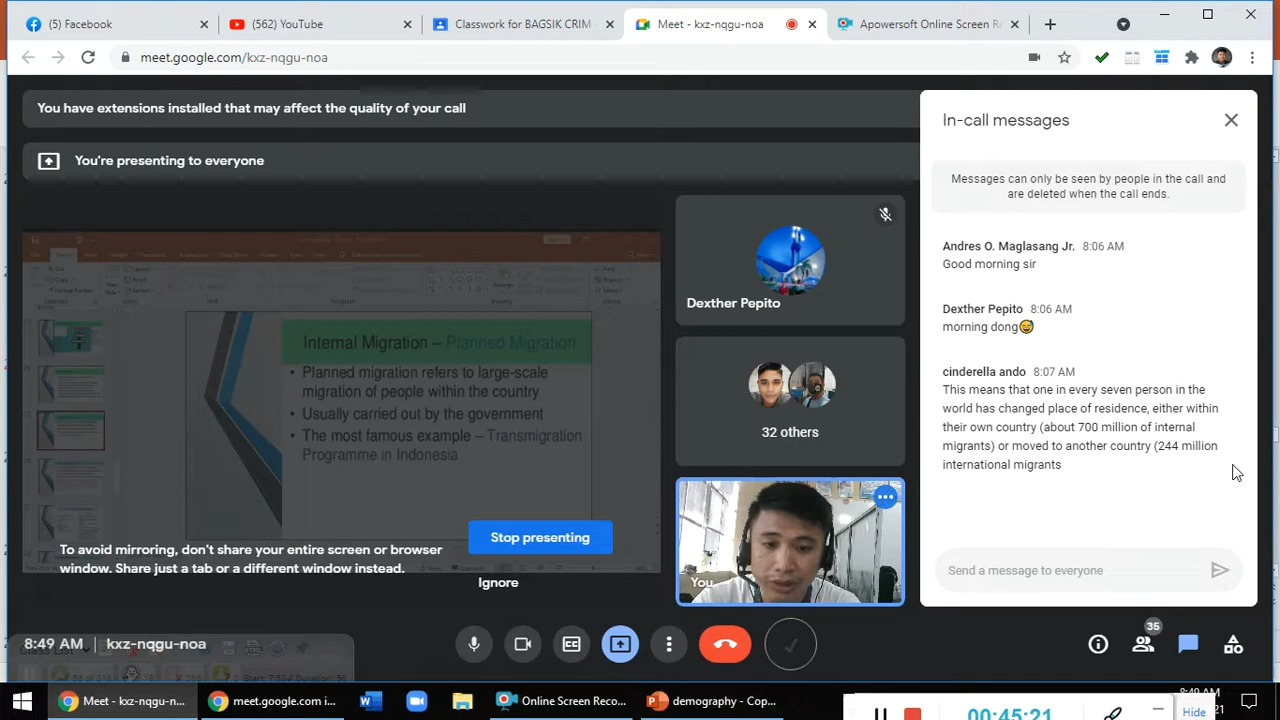 (5) Facebook
(562) YouTube
Classwork for BAGSIK CRIM
Meet - kxz-nqgu-noa
Apowersoft Online Screen Re
meet.google.com/kxz-nqgu-noa
You have extensions installed that may affect the quality of your call
You're presenting to everyone
Internal Migration – Planned Migration
• Planned migration refers to large-scale
migration of people within the country
• Usually carried out by the government
• The most famous example – Transmigration
Programme in Indonesia
Stop presenting
To avoid mirroring, don't share your entire screen or browser
window. Share just a tab or a different window instead.
Ignore
Dexther Pepito
32 others
You
In-call messages
Messages can only be seen by people in the call and
are deleted when the call ends.
Andres O. Maglasang Jr. 8:06 AM
Good morning sir
Dexther Pepito 8:06 AM
morning dong😅
cinderella ando 8:07 AM
This means that one in every seven person in the
world has changed place of residence, either within
their own country (about 700 million of internal
migrants) or moved to another country (244 million
international migrants
Send a message to everyone
8:49 AM | kxz-nqgu-noa
35
Meet - kxz-nqgu-n...
meet.google.com i...
Online Screen Reco...
demography - Cop...
00:45:21
Hide
8:49 AM